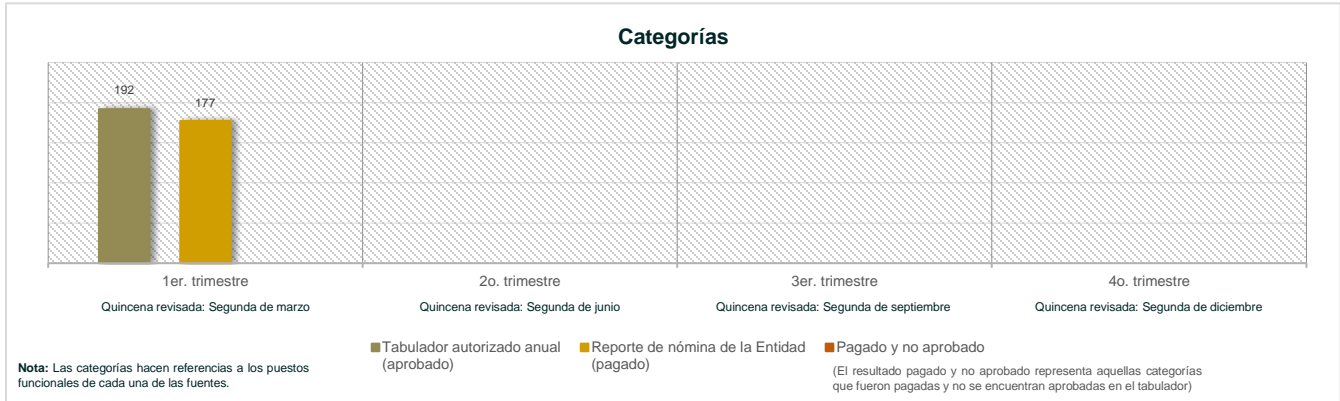 Categorías
192
177
1er. trimestre
2o. trimestre
3er. trimestre
4o. trimestre
Quincena revisada: Segunda de marzo
Quincena revisada: Segunda de junio
Quincena revisada: Segunda de septiembre
Quincena revisada: Segunda de diciembre
Tabulador autorizado anual
(aprobado)
Reporte de nómina de la Entidad
(pagado)
Pagado y no aprobado
(El resultado pagado y no aprobado representa aquellas categorías
que fueron pagadas y no se encuentran aprobadas en el tabulador)
Nota: Las categorías hacen referencias a los puestos
funcionales de cada una de las fuentes.